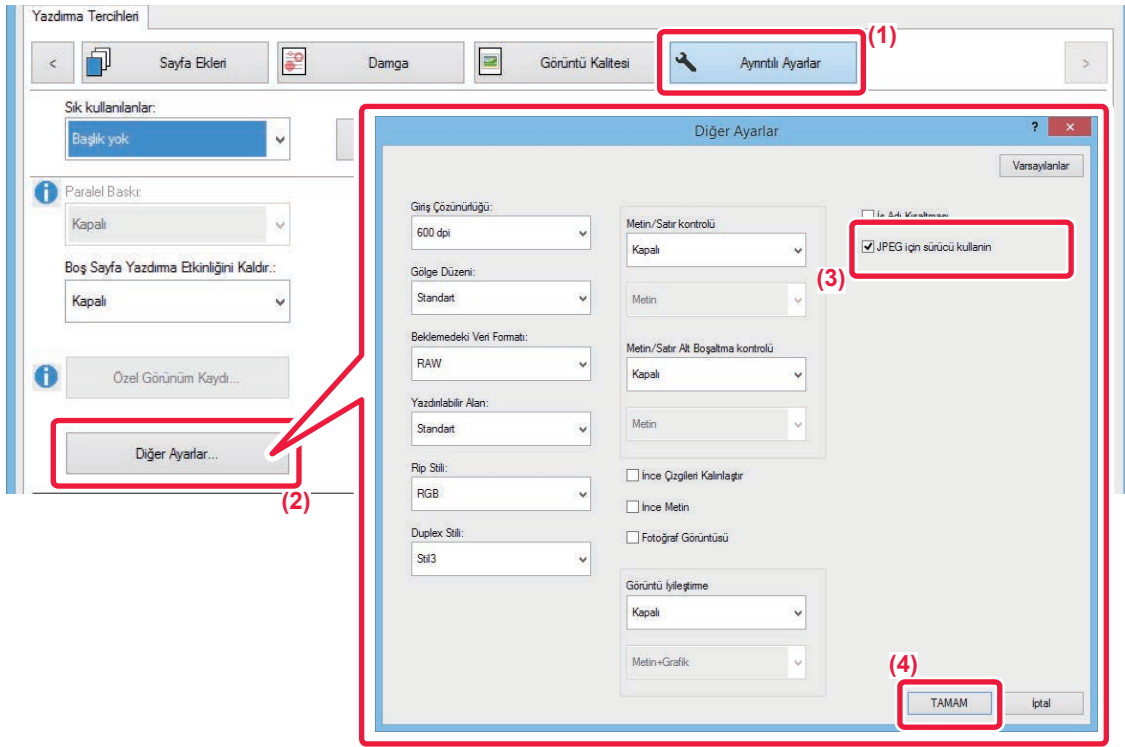 Yazdırma Tercihleri
(1)
<
Sayfa Ekleri
Damga
Görüntü Kalitesi
Ayrıntılı Ayarlar
>
Sık kullanılanlar:
Başlık yok
Paralel Baskı:
Kapalı
Boş Sayfa Yazdırma Etkinliğini Kaldır.:
Kapalı
Özel Görünüm Kaydı...
Diğer Ayarlar...
(2)
Diğer Ayarlar
?
Varsayılanlar
Giriş Çözünürlüğü:
600 dpi
Gölge Düzeni:
Standart
Beklemedeki Veri Formatı:
RAW
Yazdırılabilir Alan:
Standart
Rip Stili:
RGB
Duplex Stili:
Stil3
Metin/Satır kontrolü
Kapalı
Metin
Metin/Satır Alt Boşaltma kontrolü
Kapalı
Metin
İnce Çizgileri Kalınlaştır
İnce Metin
Fotoğraf Görüntüsü
Görüntü İyileştirme
Kapalı
Metin+Grafik
İş Adı Kısaltması
JPEG için sürücü kullanin
(3)
(4)
TAMAM
İptal